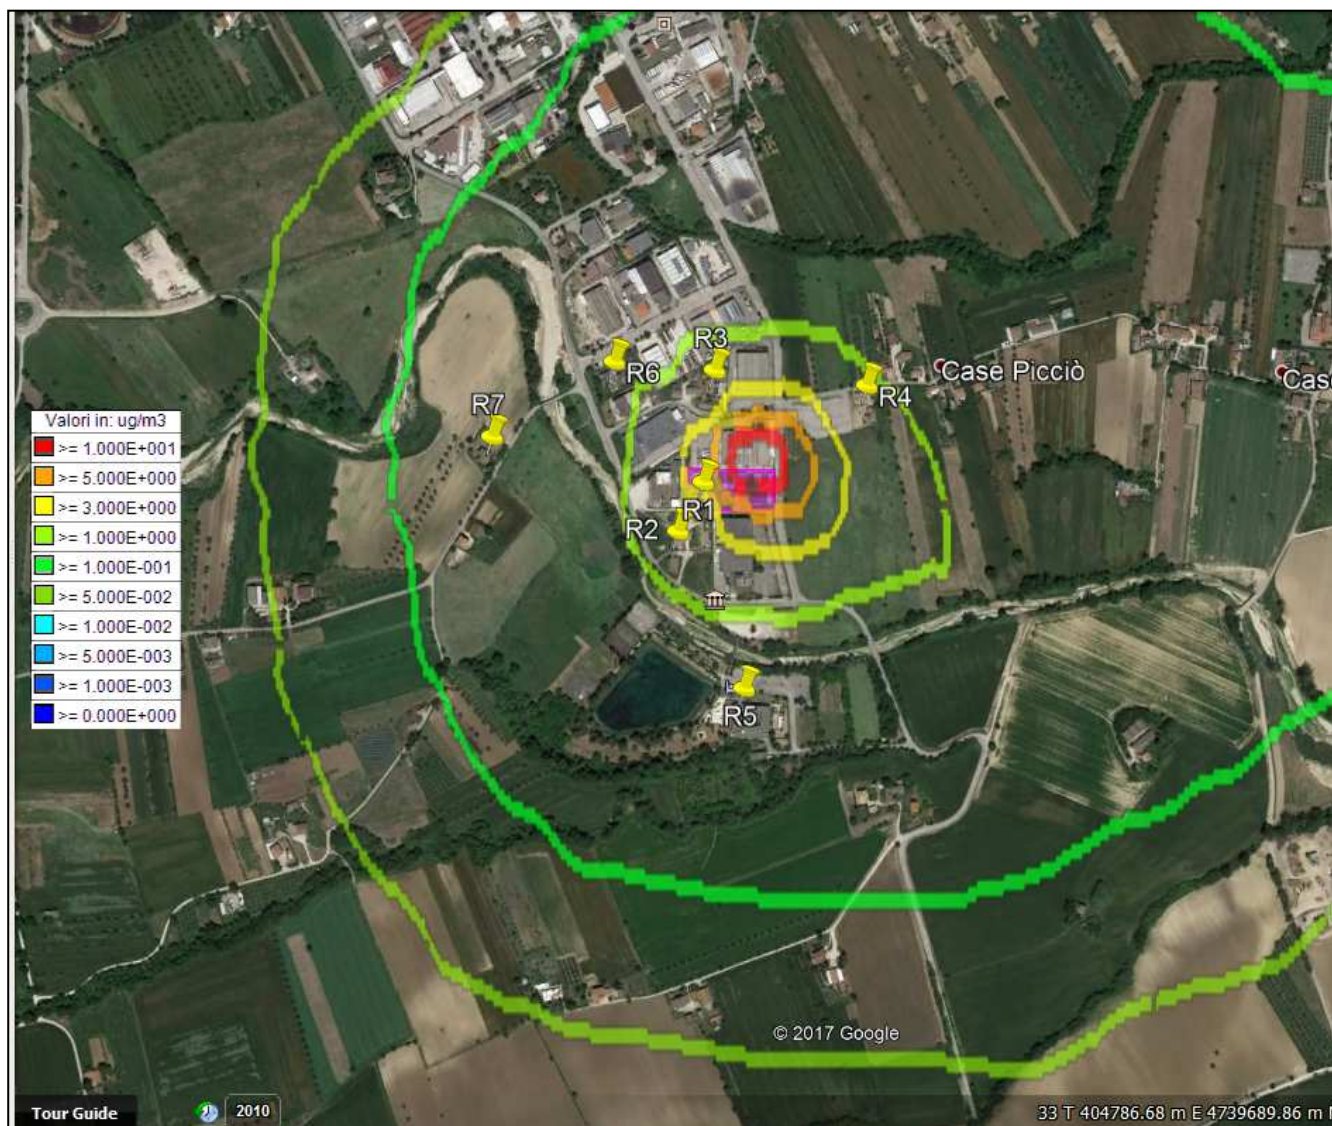 R3
Case Picciò
Case
R6
R4
R7
Valori in: ug/m3
>= 1.000E+001
>= 5.000E+000
>= 3.000E+000
>= 1.000E+000
>= 1.000E-001
>= 5.000E-002
>= 1.000E-002
>= 5.000E-003
>= 1.000E-003
>= 0.000E+000
R1
R2
R5
© 2017 Google
Tour Guide
2010
33 T 404786.68 m E 4739689.86 m